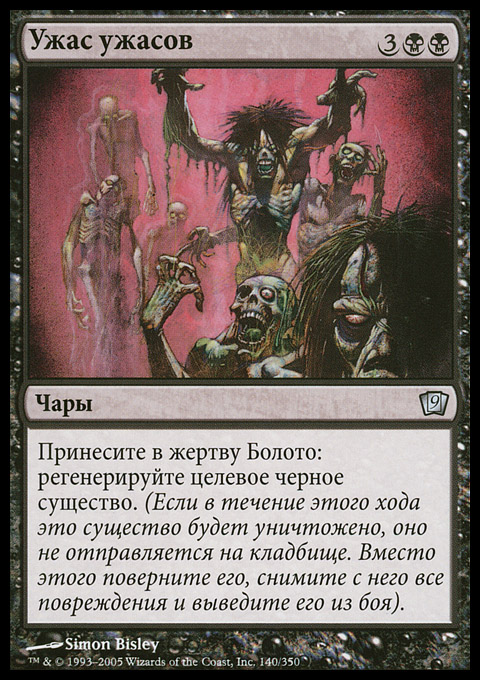 Ужас ужасов 3
Чары 9
Принесите в жертву Болото:
регенерируйте целевое черное
существо. (Если в течение этого хода
это существо будет уничтожено, оно
не отправляется на кладбище. Вместо
этого поверните его, снимите с него все
повреждения и выведите его из боя).
Simon Bisley
™ & © 1993–2005 Wizards of the Coast, Inc. 140/350